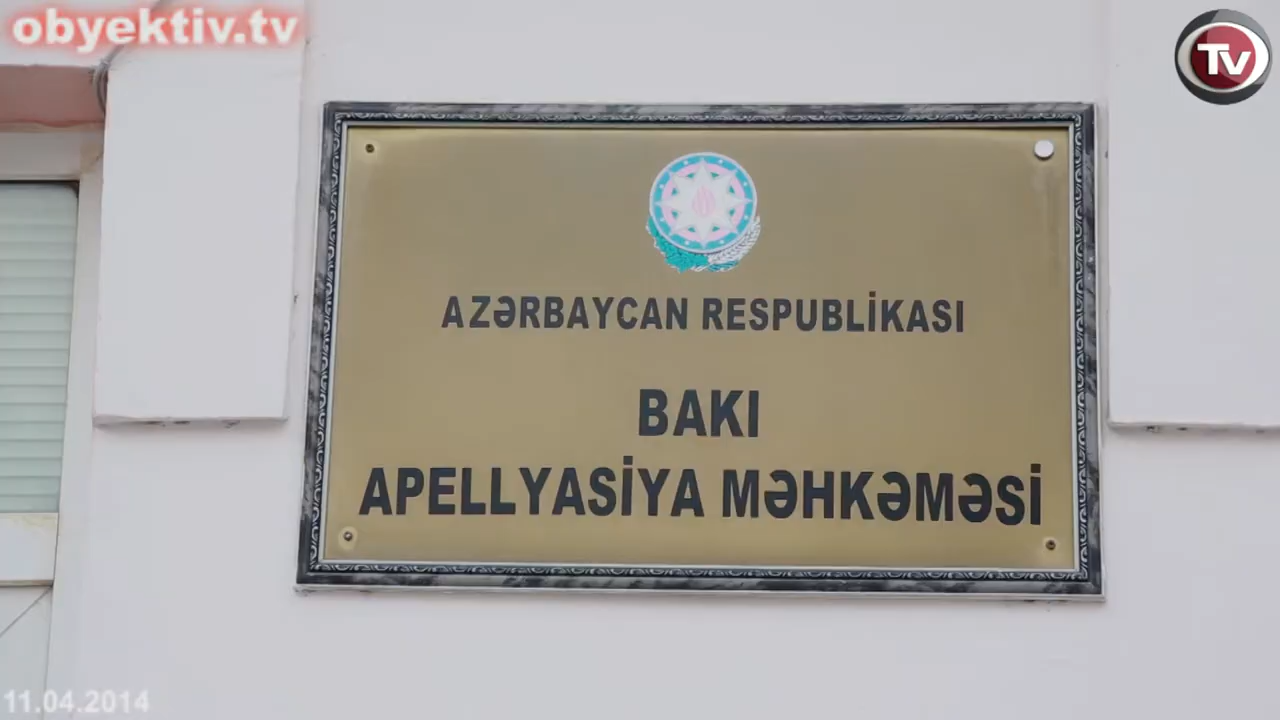 obyektiv.tv
TV
AZƏRBAYCAN RESPUBLİKASI
BAKI
APELLYASİYA MƏHKƏMƏSİ
11.04.2014